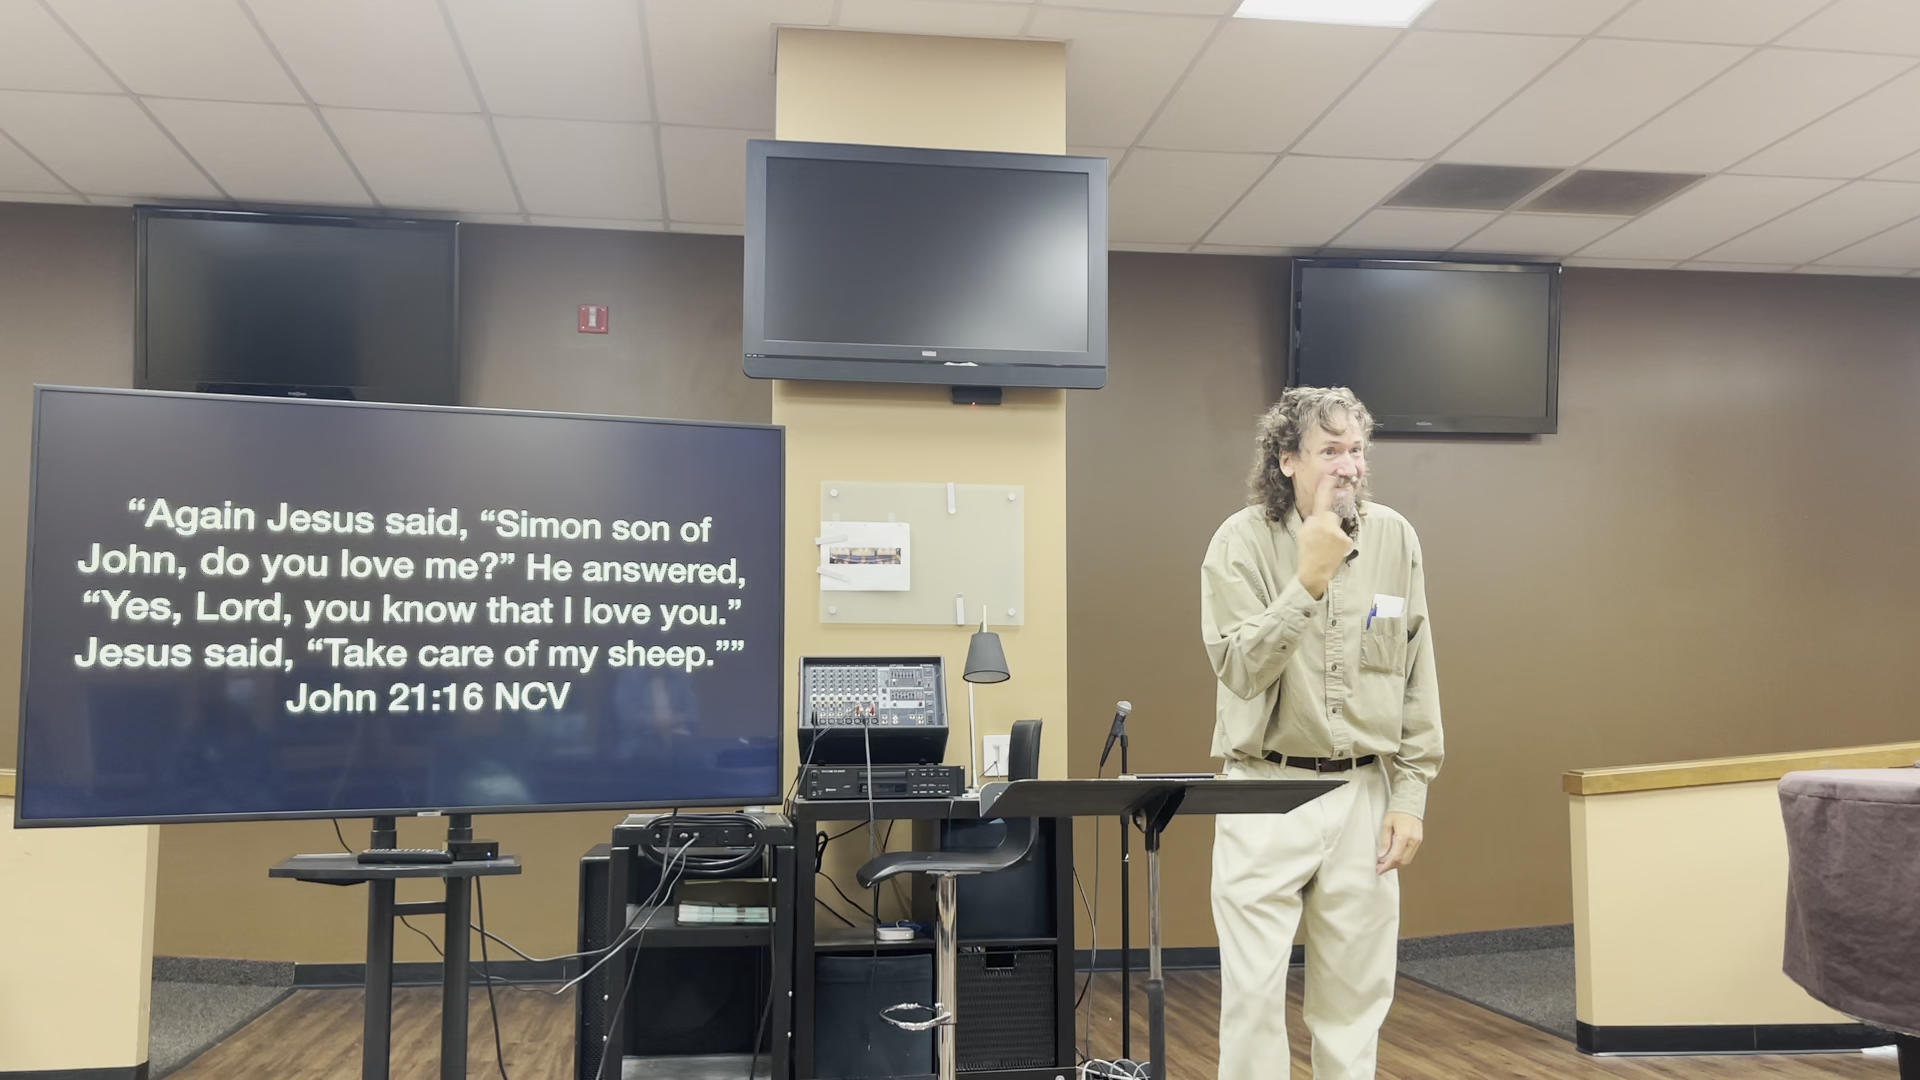 “Again Jesus said, “Simon son of
John, do you love me?” He answered,
“Yes, Lord, you know that I love you.”
Jesus said, “Take care of my sheep.””
John 21:16 NCV